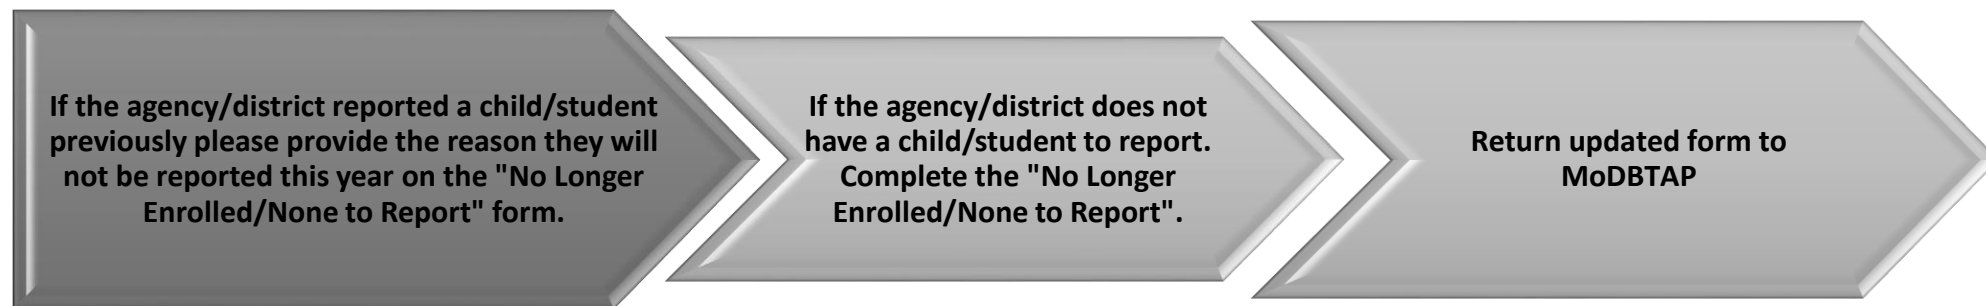 If the agency/district reported a child/student
previously please provide the reason they will
not be reported this year on the "No Longer
Enrolled/None to Report" form.
If the agency/district does not
have a child/student to report.
Complete the "No Longer
Enrolled/None to Report".
Return updated form to
MoDBTAP